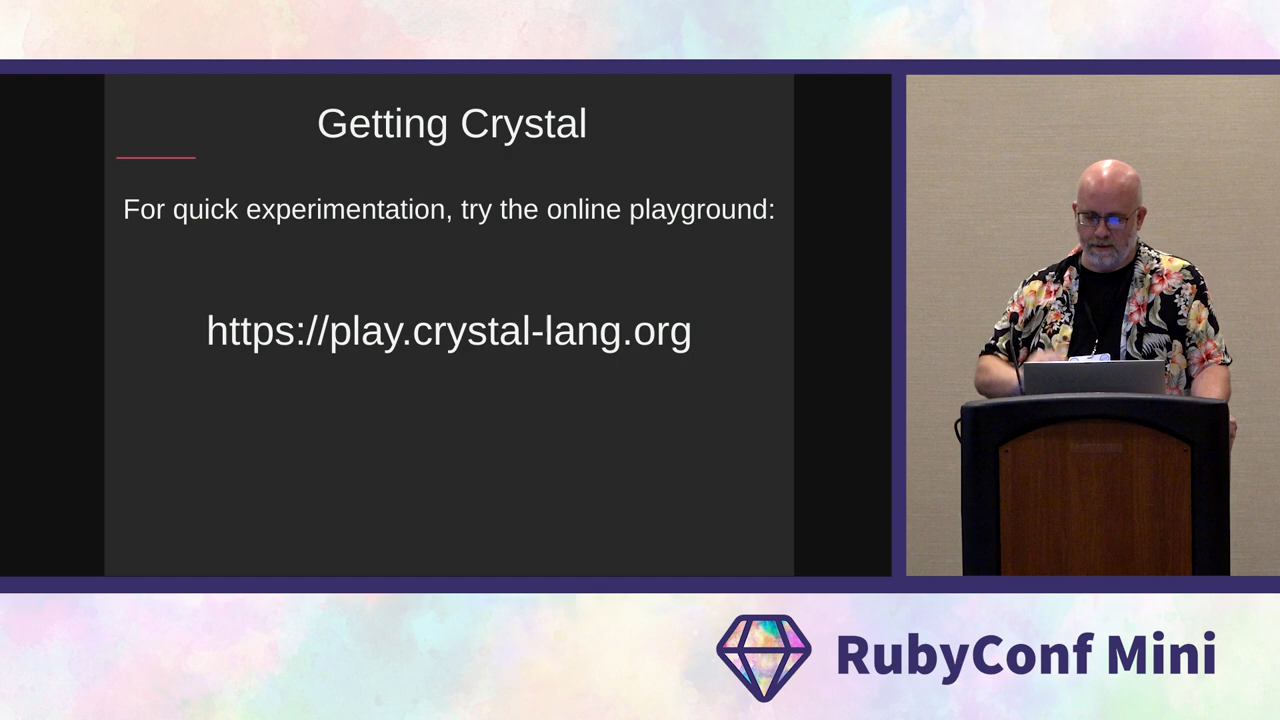 Getting Crystal
For quick experimentation, try the online playground:
https://play.crystal-lang.org
RubyConf Mini